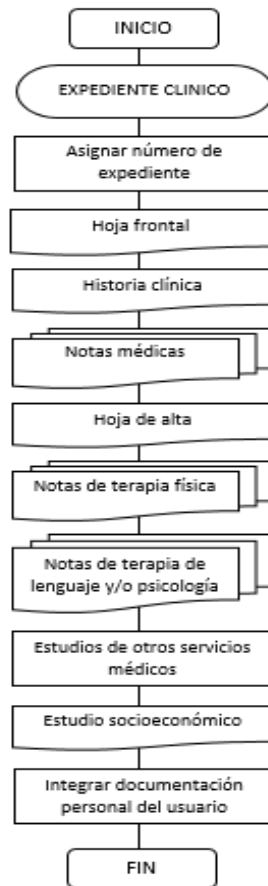 INICIO
EXPEDIENTE CLINICO
Asignar número de
expediente
Hoja frontal
Historia clínica
Notas médicas
Hoja de alta
Notas de terapia física
Notas de terapia de
lenguaje y/o psicología
Estudios de otros servicios
médicos
Estudio socioeconómico
Integrar documentación
personal del usuario
FIN